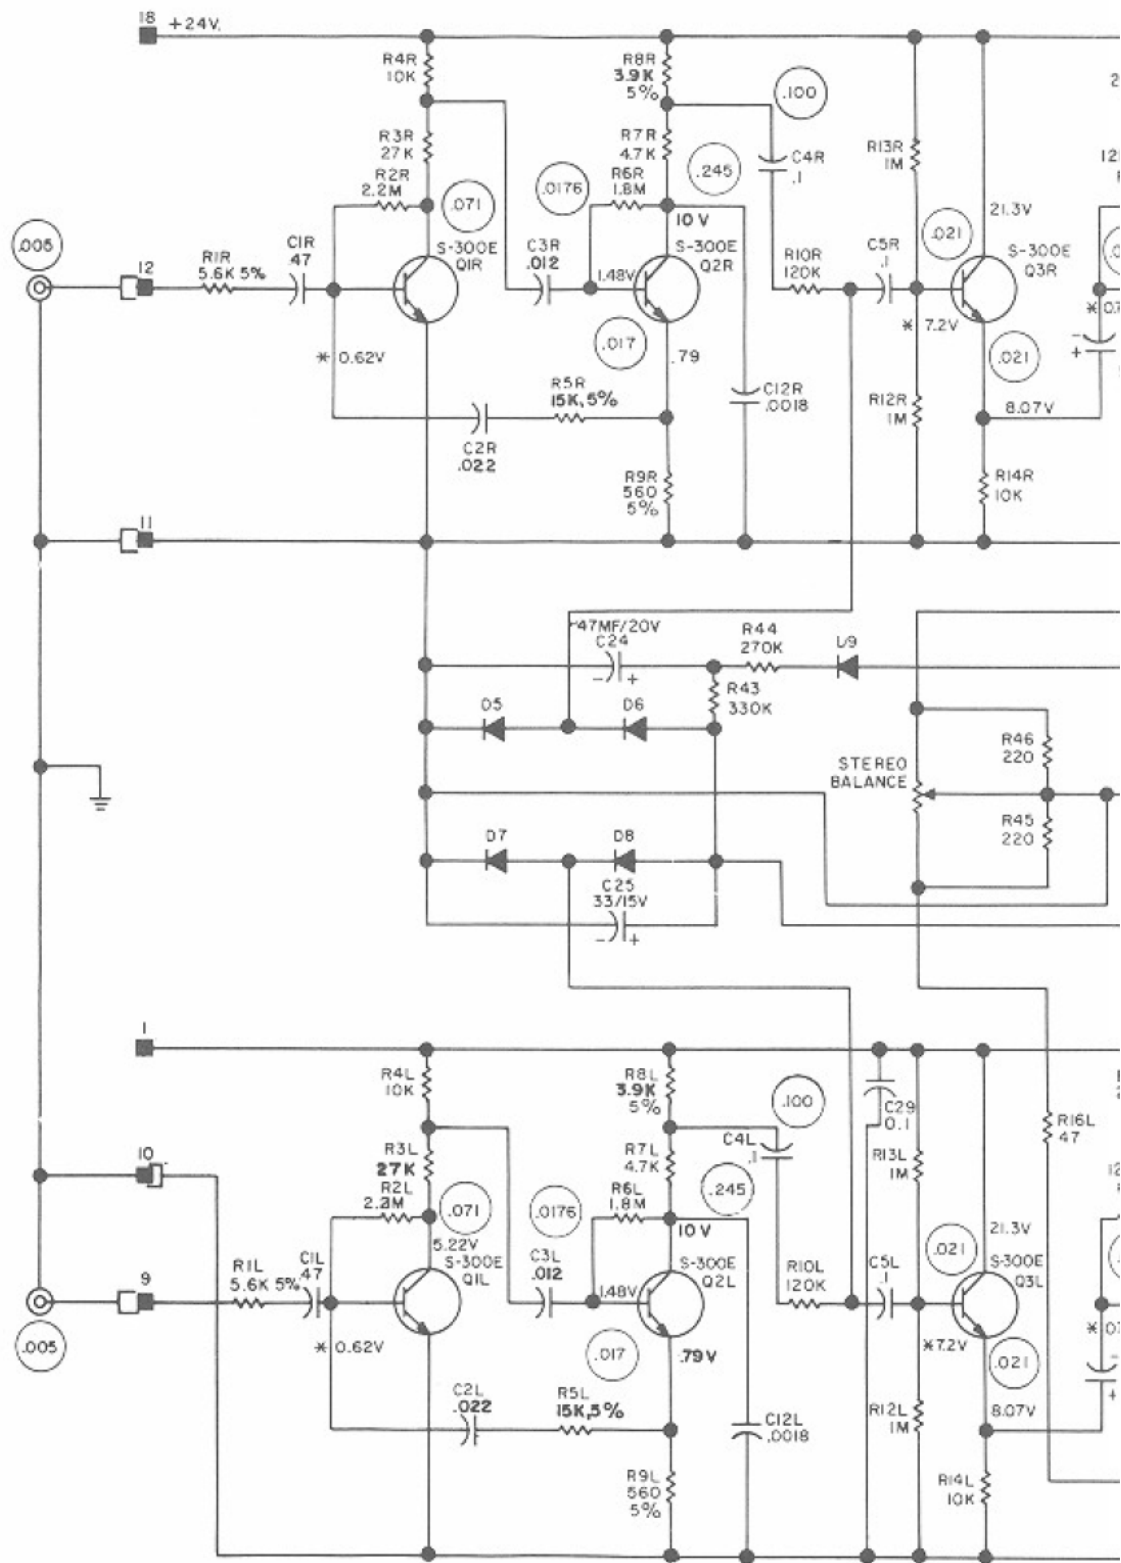 18 +24V.
R4R
10K
R8R
3.9K
5%
.100
R3R
27K
R7R
4.7K
C4R
.1
R13R
1M
2
12
R2R
2.2M
R6R
1.8M
.071
.0176
.245
10V
21.3V
.005
12
R1R
5.6K 5%
C1R
47
S-300E
Q1R
C3R
.012
1.48V
S-300E
Q2R
R10R
120K
C5R
.1
.021
S-300E
Q3R
* 0.62V
.017
.79
* 7.2V
.021
* 0.7
-
+
R5R
15K, 5%
C2R
.022
C12R
.0018
R12R
1M
8.07V
R9R
560
5%
R14R
10K
11
47MF/20V
C24
- +
R44
270K
R43
330K
D5
D6
STEREO
BALANCE
R46
220
R45
220
D7
D8
C25
33/15V
- +
1
R4L
10K
R8L
3.9K
5%
.100
C29
0.1
R16L
47
R3L
27K
R7L
4.7K
C4L
.1
R13L
1M
10
R2L
R6L
1.8M
.071
.0176
.245
10V
21.3V
12
5.22V
9
R1L
5.6K 5%
C1L
47
S-300E
Q1L
C3L
.012
1.48V
S-300E
Q2L
R10L
120K
C5L
.1
.021
S-300E
Q3L
.005
* 0.62V
.017
.79V
*7.2V
.021
-
+
C2L
.022
R5L
15K, 5%
C12L
.0018
R12L
1M
8.07V
R9L
560
5%
R14L
10K